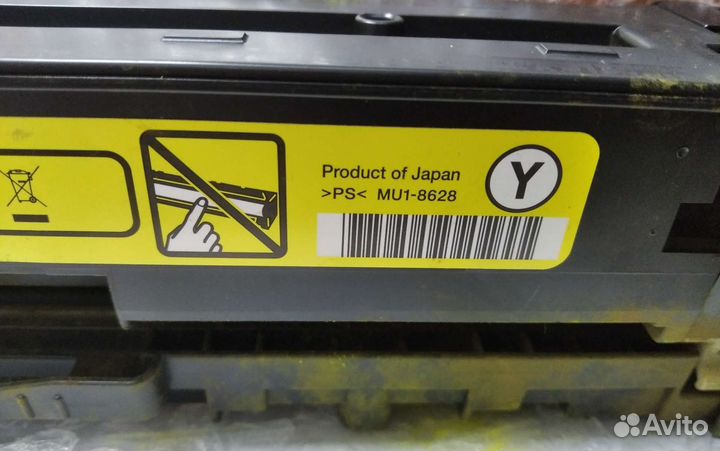 Product of Japan
>PS< MU1-8628
Y
Avito